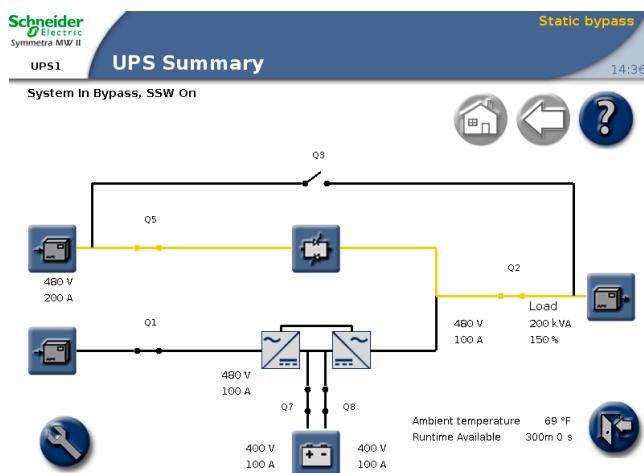 Schneider
Electric
Symmetra MW II
Static bypass
UPS1
UPS Summary
14:36
System In Bypass, SSW On
?
Q3
Q5
480 V
200 A
Q2
Load
480 V
200 kVA
100 A
150 %
Q1
480 V
100 A
Q7
Q8
400 V
100 A
400 V
100 A
Ambient temperature 69 °F
Runtime Available 300m 0 s